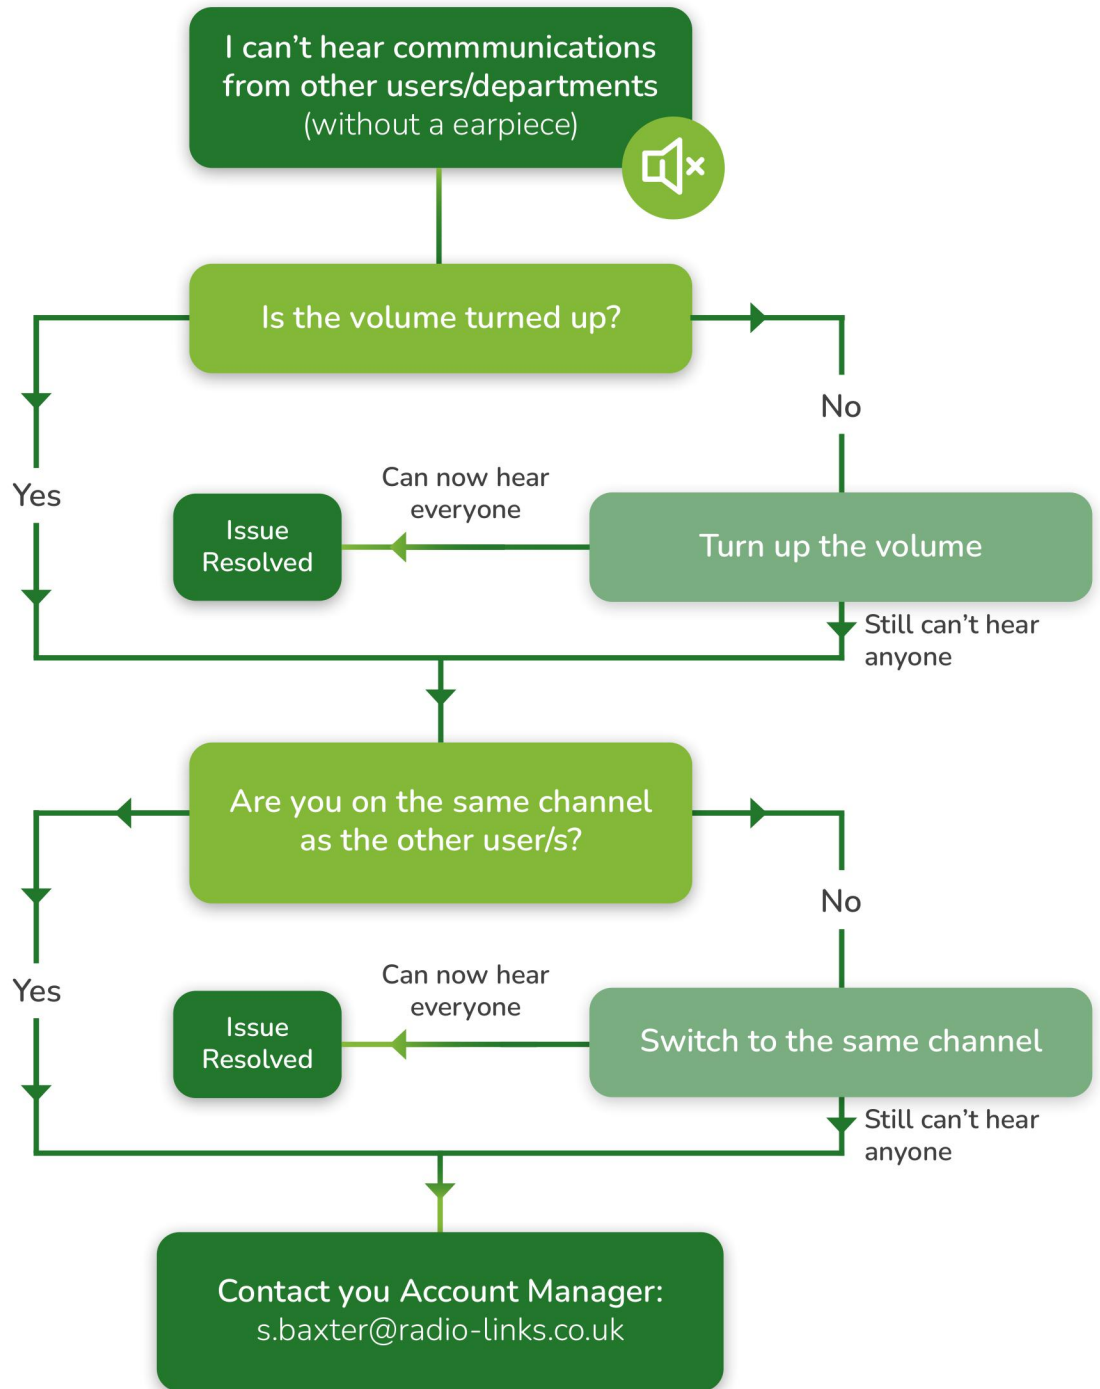 I can't hear commmunications
from other users/departments
(without a earpiece)
Is the volume turned up?
No
Yes
Can now hear
everyone
Issue
Resolved
Turn up the volume
Still can't hear
anyone
Are you on the same channel
as the other user/s?
No
Yes
Can now hear
everyone
Issue
Resolved
Switch to the same channel
Still can't hear
anyone
Contact you Account Manager:
s.baxter@radio-links.co.uk